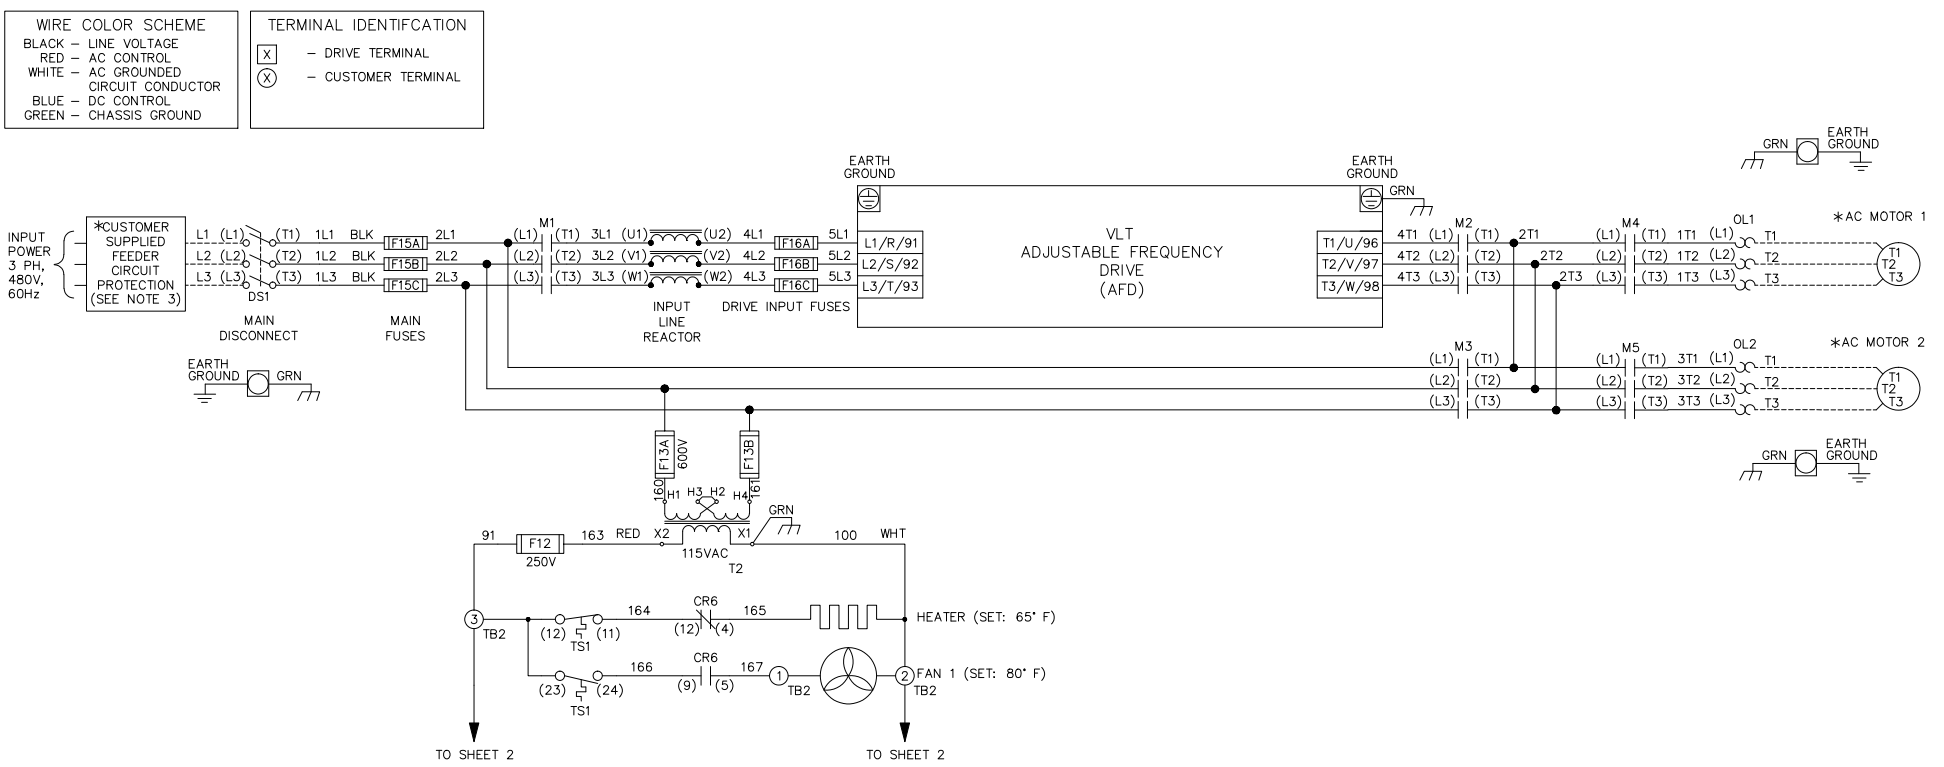 WIRE COLOR SCHEME
BLACK – LINE VOLTAGE
RED – AC CONTROL
WHITE – AC GROUNDED
CIRCUIT CONDUCTOR
BLUE – DC CONTROL
GREEN – CHASSIS GROUND
TERMINAL IDENTIFCATION
X – DRIVE TERMINAL
X – CUSTOMER TERMINAL
INPUT
POWER
3 PH,
480V,
60Hz
*CUSTOMER
SUPPLIED
FEEDER
CIRCUIT
PROTECTION
(SEE NOTE 3)
L1 (L1) (T1) 1L1 BLK F15A 2L1
L2 (L2) (T2) 1L2 BLK F15B 2L2
L3 (L3) (T3) 1L3 BLK F15C 2L3
DS1
MAIN
DISCONNECT
MAIN
FUSES
M1
(L1) (T1) 3L1 (U1) (U2) 4L1 F16A 5L1
(L2) (T2) 3L2 (V1) (V2) 4L2 F16B 5L2
(L3) (T3) 3L3 (W1) (W2) 4L3 F16C 5L3
INPUT
LINE
REACTOR
DRIVE INPUT FUSES
EARTH
GROUND
L1/R/91
L2/S/92
L3/T/93
VLT
ADJUSTABLE FREQUENCY
DRIVE
(AFD)
EARTH
GROUND
GRN
T1/U/96
T2/V/97
T3/W/98
M2
4T1 (L1) (T1) 2T1
4T2 (L2) (T2) 2T2
4T3 (L3) (T3) 2T3
M4
(L1) (T1) 1T1 (L1) T1
(L2) (T2) 1T2 (L2) T2
(L3) (T3) 1T3 (L3) T3
OL1
*AC MOTOR 1
T1
T2
T3
GRN
EARTH
GROUND
EARTH
GROUND
GRN
M3
(L1) (T1)
(L2) (T2)
(L3) (T3)
M5
(L1) (T1) 3T1 (L1) T1
(L2) (T2) 3T2 (L2) T2
(L3) (T3) 3T3 (L3) T3
OL2
*AC MOTOR 2
T1
T2
T3
GRN
EARTH
GROUND
F13A
600V
F13B
160
161
H1 H3 H2 H4
GRN
91 F12 163 RED X2 X1 100 WHT
250V
115VAC
T2
3
TB2
(12) (11) 164 CR6 165
TS1
(12) (4)
HEATER (SET: 65° F)
(23) (24) 166 CR6 167
TS1
(9) (5)
1
TB2
2
TB2
FAN 1 (SET: 80° F)
TO SHEET 2
TO SHEET 2